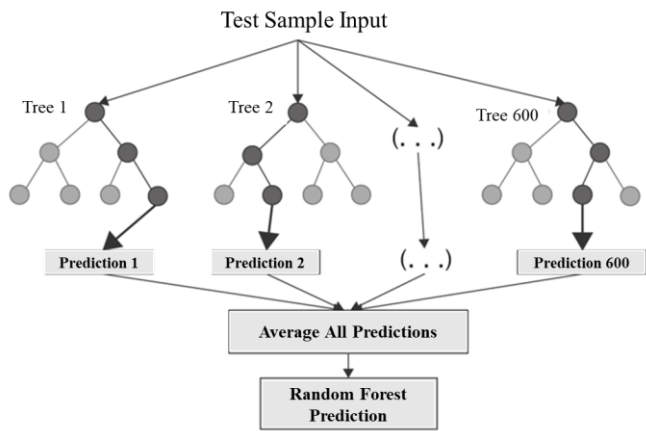 Test Sample Input
Tree 1
Tree 2
(. . .)
Tree 600
Prediction 1
Prediction 2
(. . .)
Prediction 600
Average All Predictions
Random Forest
Prediction